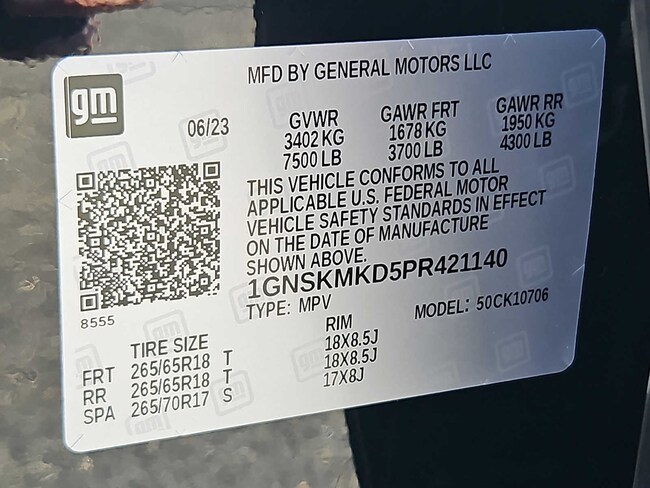 gm
MFD BY GENERAL MOTORS LLC
06/23
GVWR GAWR FRT GAWR RR
3402 KG 1678 KG 1950 KG
7500 LB 3700 LB 4300 LB
THIS VEHICLE CONFORMS TO ALL
APPLICABLE U.S. FEDERAL MOTOR
VEHICLE SAFETY STANDARDS IN EFFECT
ON THE DATE OF MANUFACTURE
SHOWN ABOVE.
1GNSKMKD5PR421140
TYPE: MPV MODEL: 50CK10706
8555
TIRE SIZE RIM
FRT 265/65R18 T 18X8.5J
RR 265/65R18 T 18X8.5J
SPA 265/70R17 S 17X8J